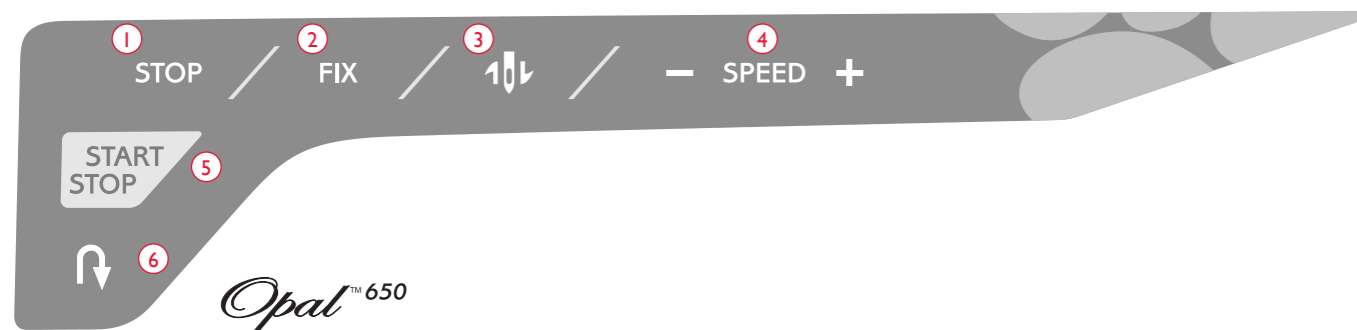 1 2 3 4
STOP FIX − SPEED +
START
STOP
5
6
Opal™ 650